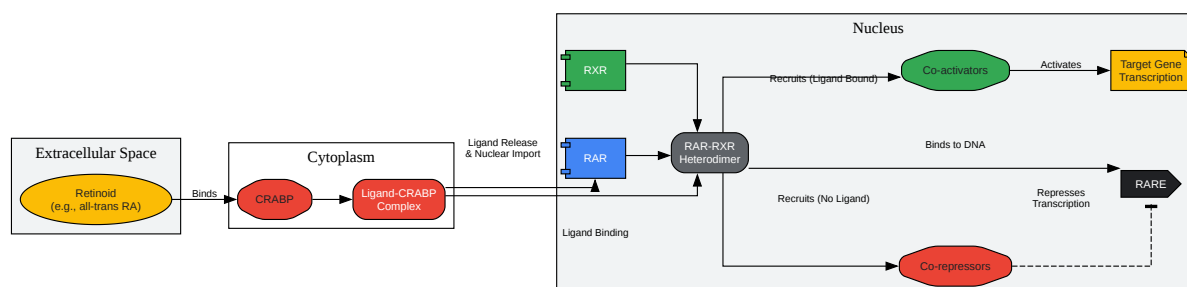 Nucleus
RXR
Co-activators
Activates
Target Gene
Transcription
Recruits (Ligand Bound)
Extracellular Space
Retinoid
(e.g., all-trans RA)
Binds
Cytoplasm
CRABP
Ligand-CRABP
Complex
Ligand Release
& Nuclear Import
RAR
RAR-RXR
Heterodimer
Binds to DNA
RARE
Recruits (No Ligand)
Represses
Transcription
Ligand Binding
Co-repressors